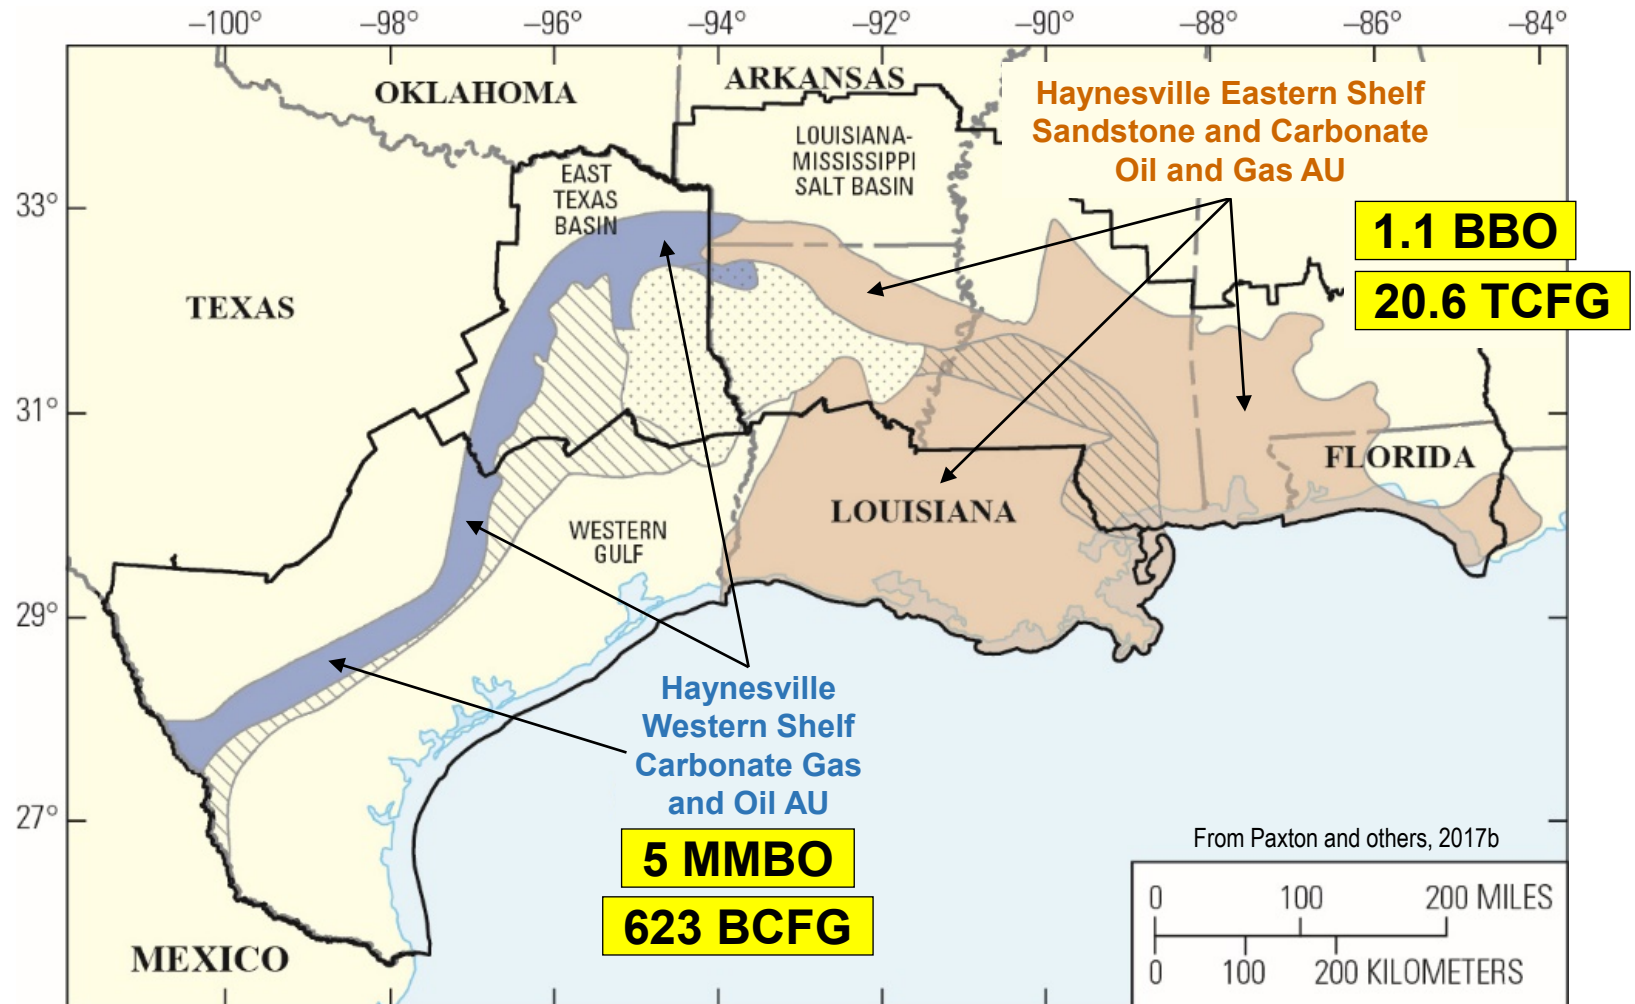 –100°
–98°
–96°
–94°
–92°
–90°
–88°
–86°
–84°
OKLAHOMA
ARKANSAS
Haynesville Eastern Shelf
Sandstone and Carbonate
Oil and Gas AU
LOUISIANA-
MISSISSIPPI
SALT BASIN
EAST
TEXAS
BASIN
33°
1.1 BBO
20.6 TCFG
TEXAS
31°
FLORIDA
LOUISIANA
WESTERN
GULF
29°
Haynesville
Western Shelf
Carbonate Gas
and Oil AU
27°
5 MMBO
623 BCFG
From Paxton and others, 2017b
0 100 200 MILES
0 100 200 KILOMETERS
MEXICO